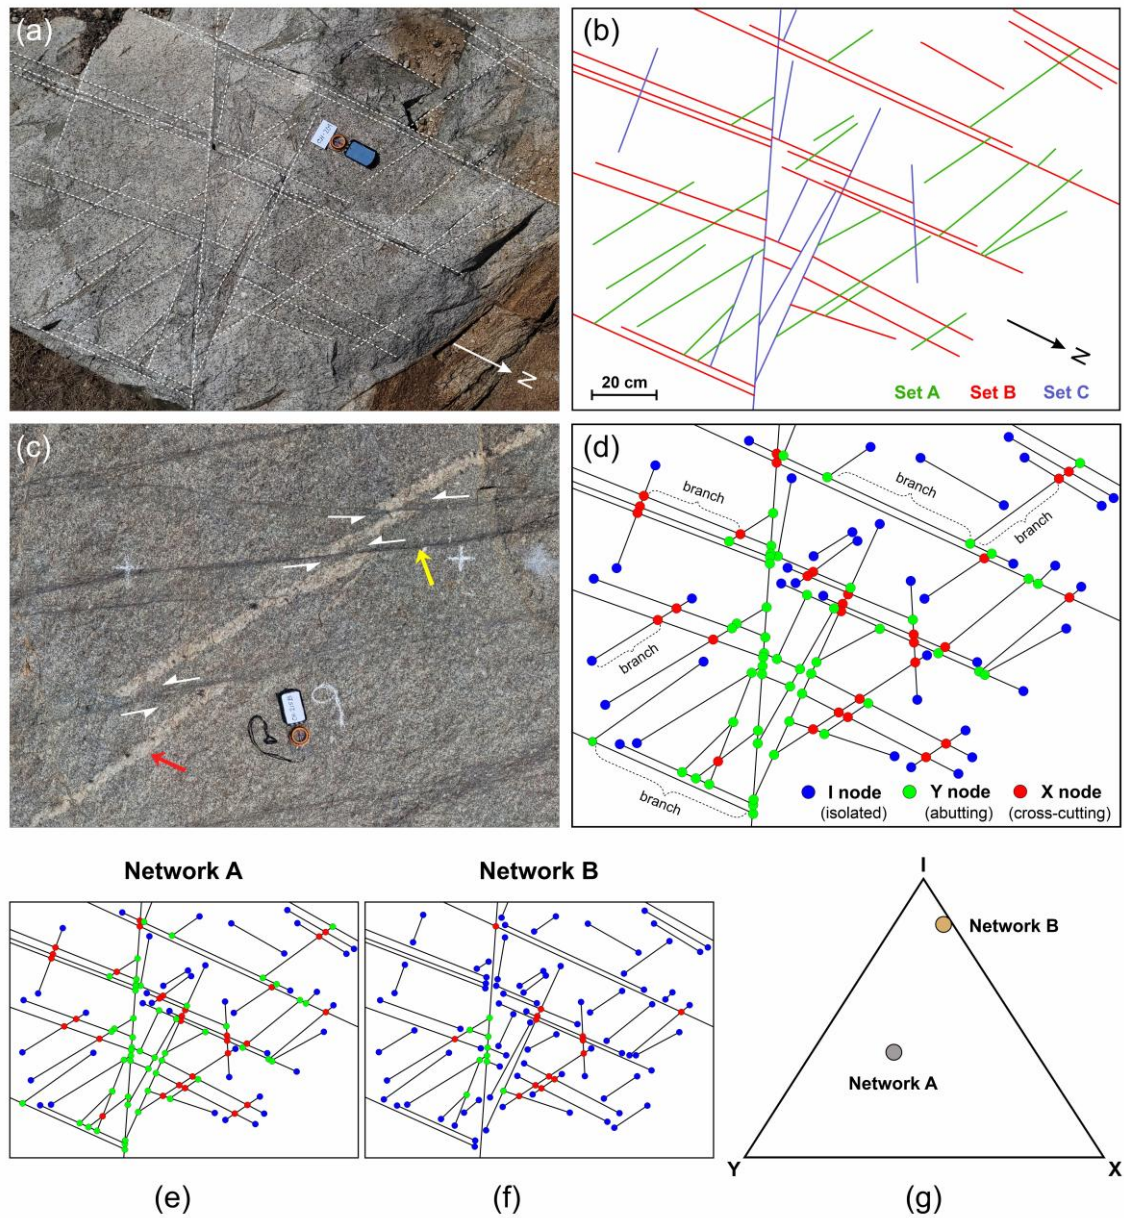 (a)
N
(b)
N
20 cm
Set A Set B Set C
(c)
(d)
branch
branch
branch
branch
branch
I node
(isolated)
Y node
(abutting)
X node
(cross-cutting)
Network A
Network B
I
Network B
Network A
Y
X
(e)
(f)
(g)